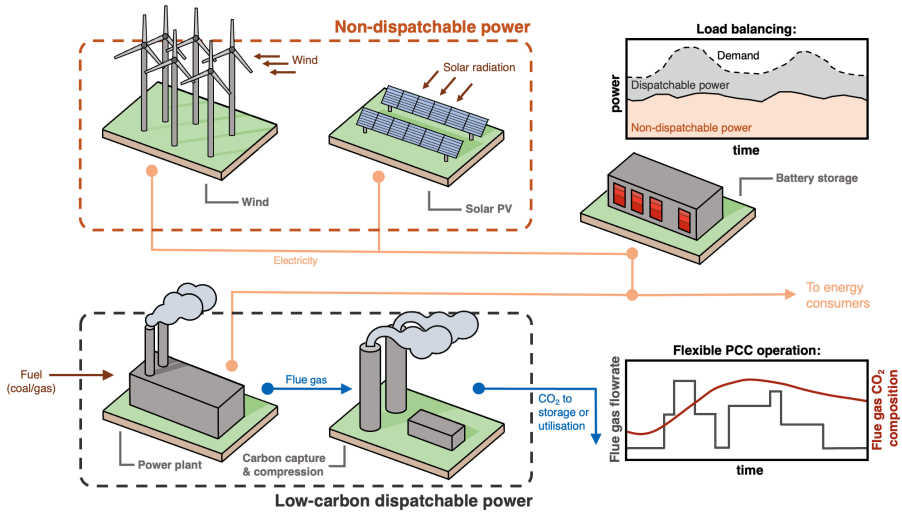 Non-dispatchable power
Wind
Solar radiation
Wind
Solar PV
Load balancing:
Demand
Dispatchable power
Non-dispatchable power
power
time
Battery storage
Electricity
To energy
consumers
Fuel
(coal/gas)
Flue gas
CO₂ to
storage or
utilisation
Power plant
Carbon capture
& compression
Low-carbon dispatchable power
Flexible PCC operation:
Flue gas flowrate
Flue gas CO₂
composition
time